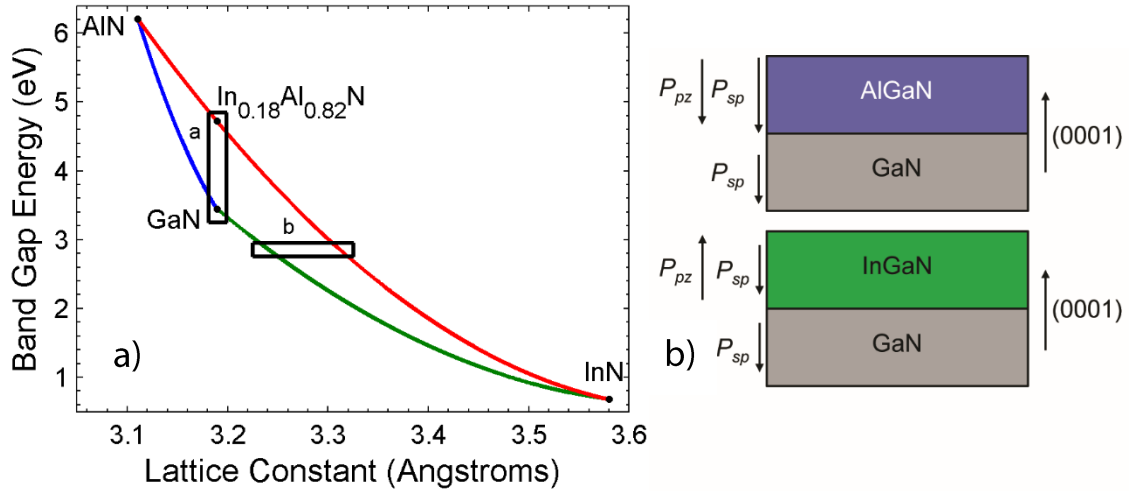 Band Gap Energy (eV)
6
5
4
3
2
1
AlN
In0.18Al0.82N
a
GaN
b
InN
a)
3.1 3.2 3.3 3.4 3.5 3.6
Lattice Constant (Angstroms)
Ppz Psp AlGaN
(0001)
Psp GaN
Ppz Psp InGaN
(0001)
b) Psp GaN